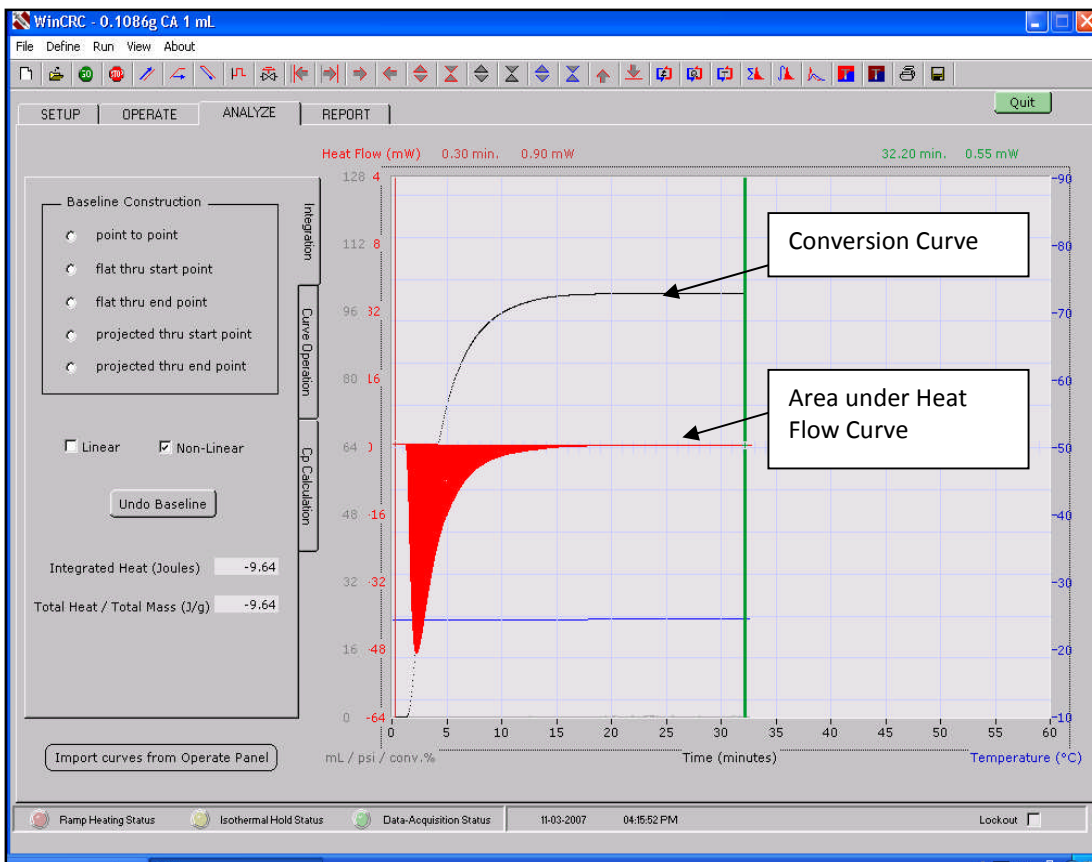 WinCRC - 0.1086g CA 1 mL
File Define Run View About
GO
SETUP OPERATE ANALYZE REPORT
Quit
Heat Flow (mW) 0.30 min. 0.90 mW 32.20 min. 0.55 mW
Baseline Construction
point to point
flat thru start point
flat thru end point
projected thru start point
projected thru end point
Linear Non-Linear
Undo Baseline
Integrated Heat (Joules) -9.64
Total Heat / Total Mass (J/g) -9.64
Import curves from Operate Panel
Integration
Curve Operation
Cp Calculation
128 4 -90
112 8 -80
96 32 -70
80 16 -60
64 -50
48 -16 -40
32 -32 -30
16 -48 -20
0 -64 -10
Conversion Curve
Area under Heat
Flow Curve
0 5 10 15 20 25 30 35 40 45 50 55 60
mL / psi / conv.% Time (minutes) Temperature (°C)
Ramp Heating Status Isothermal Hold Status Data-Acquisition Status 11-03-2007 04:15:52 PM Lockout